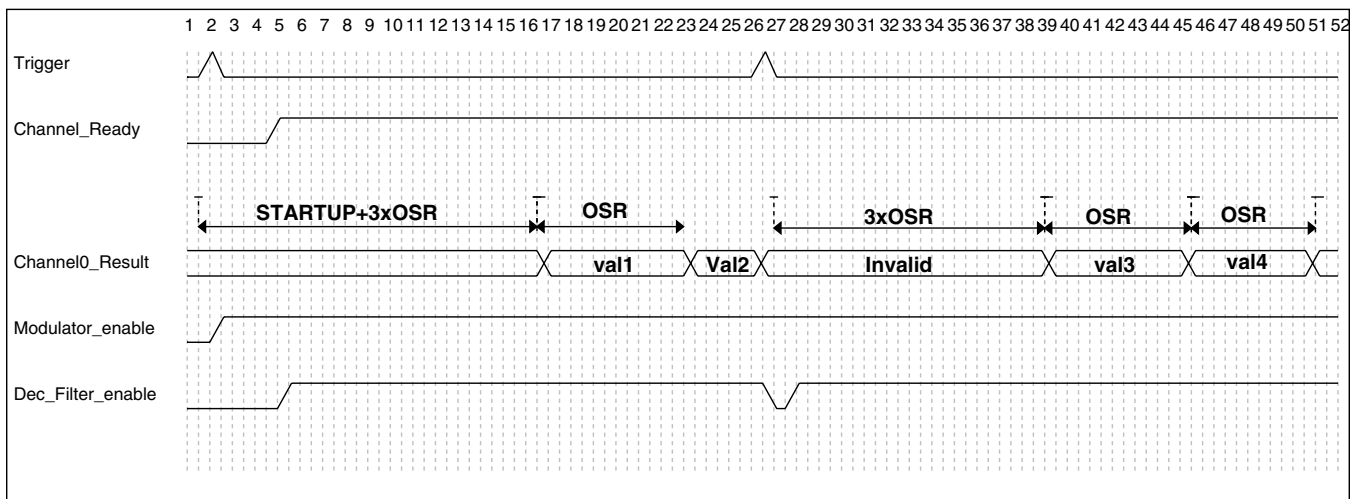 1 2 3 4 5 6 7 8 9 10 11 12 13 14 15 16 17 18 19 20 21 22 23 24 25 26 27 28 29 30 31 32 33 34 35 36 37 38 39 40 41 42 43 44 45 46 47 48 49 50 51 52
Trigger
Channel_Ready
STARTUP+3xOSR OSR 3xOSR OSR OSR
Channel0_Result val1 Val2 Invalid val3 val4
Modulator_enable
Dec_Filter_enable